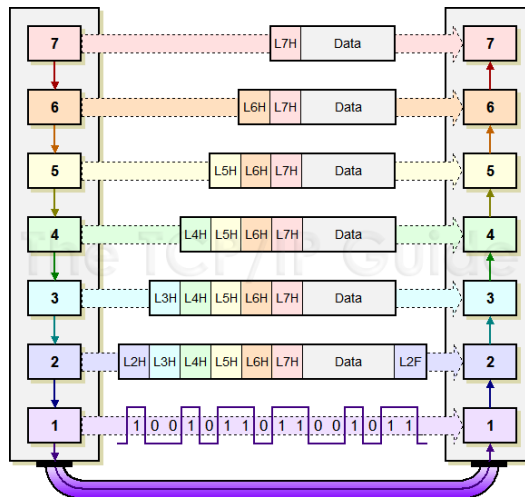 7 L7H Data 7
6 L6H L7H Data 6
5 L5H L6H L7H Data 5
4 L4H L5H L6H L7H Data 4
The TCP/IP Guide
3 L3H L4H L5H L6H L7H Data 3
2 L2H L3H L4H L5H L6H L7H Data L2F 2
1 1 0 0 1 0 1 1 0 1 1 0 0 1 0 1 1 1